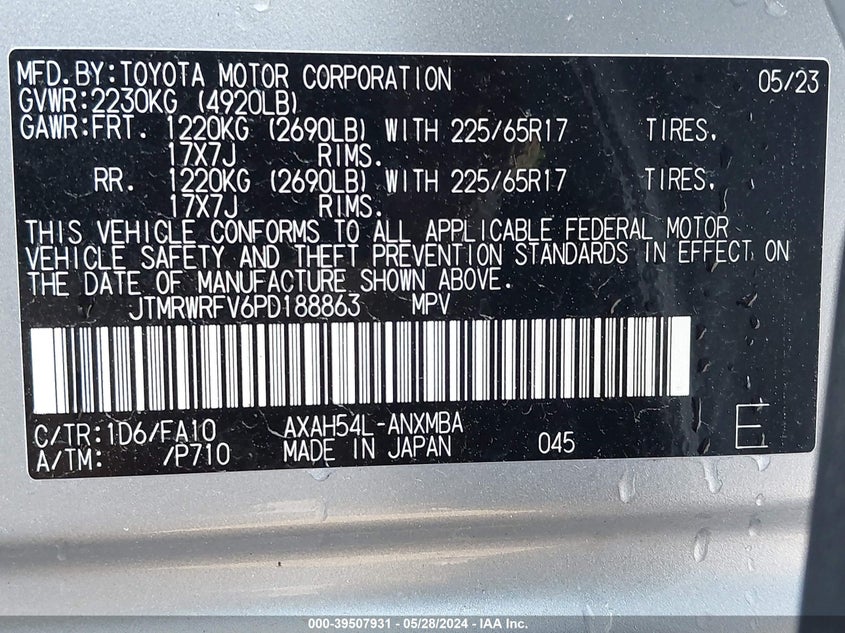 MFD.BY:TOYOTA MOTOR CORPORATION 05/23
GVWR:2230KG (4920LB)
GAWR:FRT. 1220KG (2690LB) WITH 225/65R17 TIRES,
17X7J RIMS.
RR. 1220KG (2690LB) WITH 225/65R17 TIRES,
17X7J RIMS.
THIS VEHICLE CONFORMS TO ALL APPLICABLE FEDERAL MOTOR
VEHICLE SAFETY AND THEFT PREVENTION STANDARDS IN EFFECT ON
THE DATE OF MANUFACTURE SHOWN ABOVE.
JTMRWRFV6PD188863 MPV
C/TR:1D6/FA10 AXAH54L-ANXMBA E
A/TM: /P710 MADE IN JAPAN 045
000-39507931 - 05/28/2024 - IAA Inc.